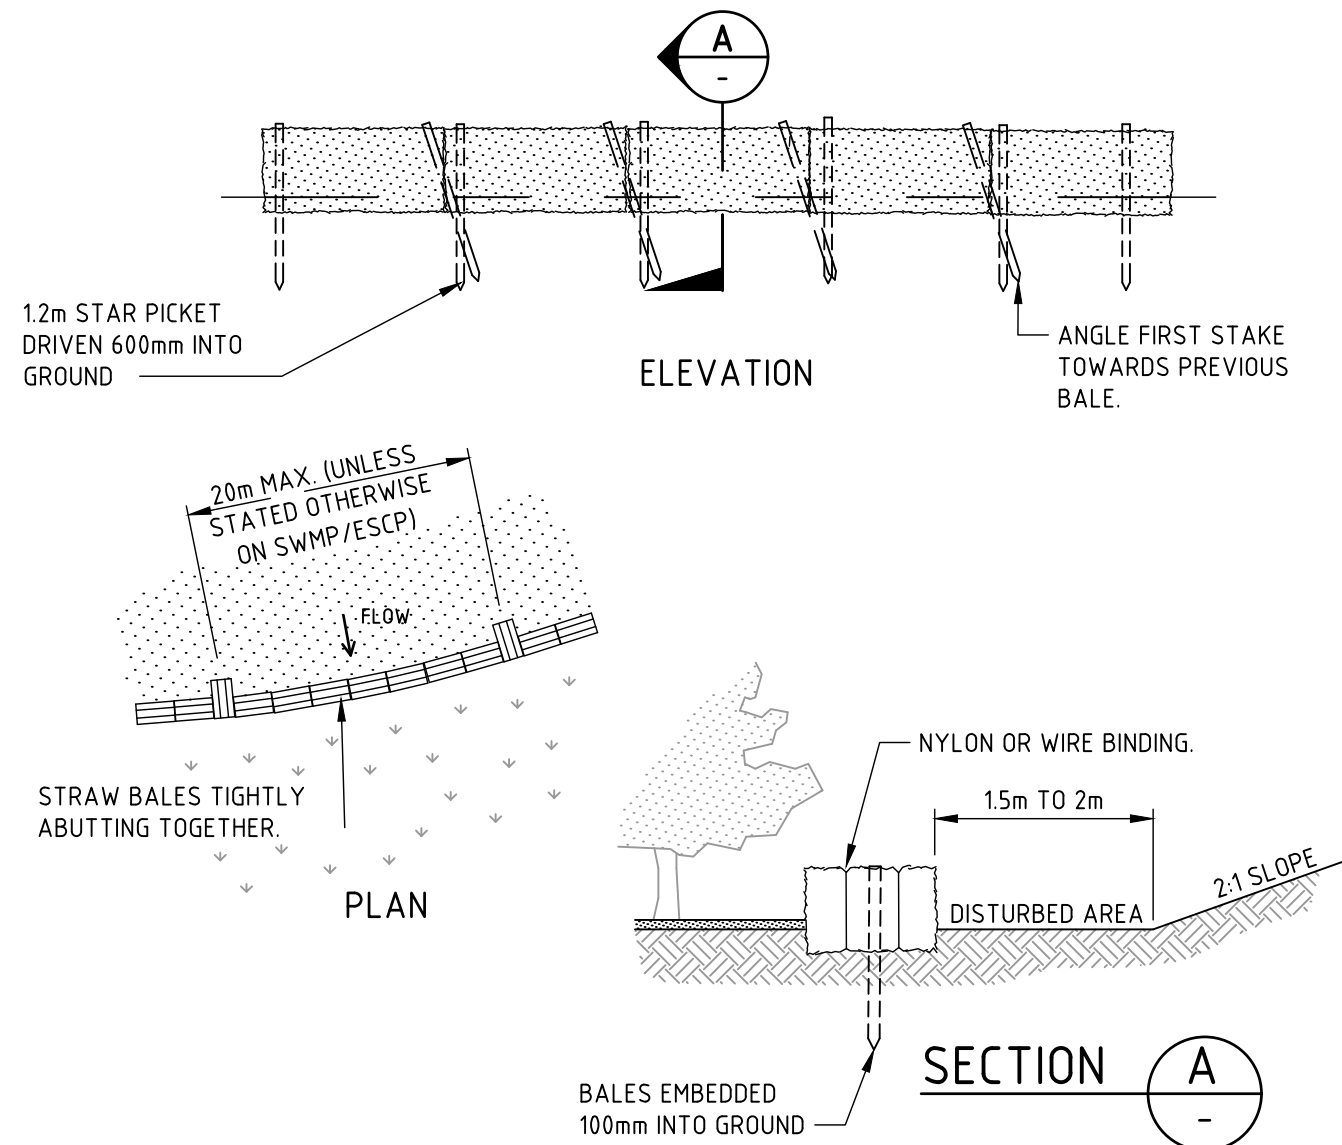 A
-
1.2m STAR PICKET
DRIVEN 600mm INTO
GROUND
ELEVATION
ANGLE FIRST STAKE
TOWARDS PREVIOUS
BALE.
20m MAX. (UNLESS
STATED OTHERWISE
ON SWMP/ESCP)
FLOW
STRAW BALES TIGHTLY
ABUTTING TOGETHER.
PLAN
NYLON OR WIRE BINDING.
1.5m TO 2m
DISTURBED AREA
2:1 SLOPE
BALES EMBEDDED
100mm INTO GROUND
SECTION
A
-